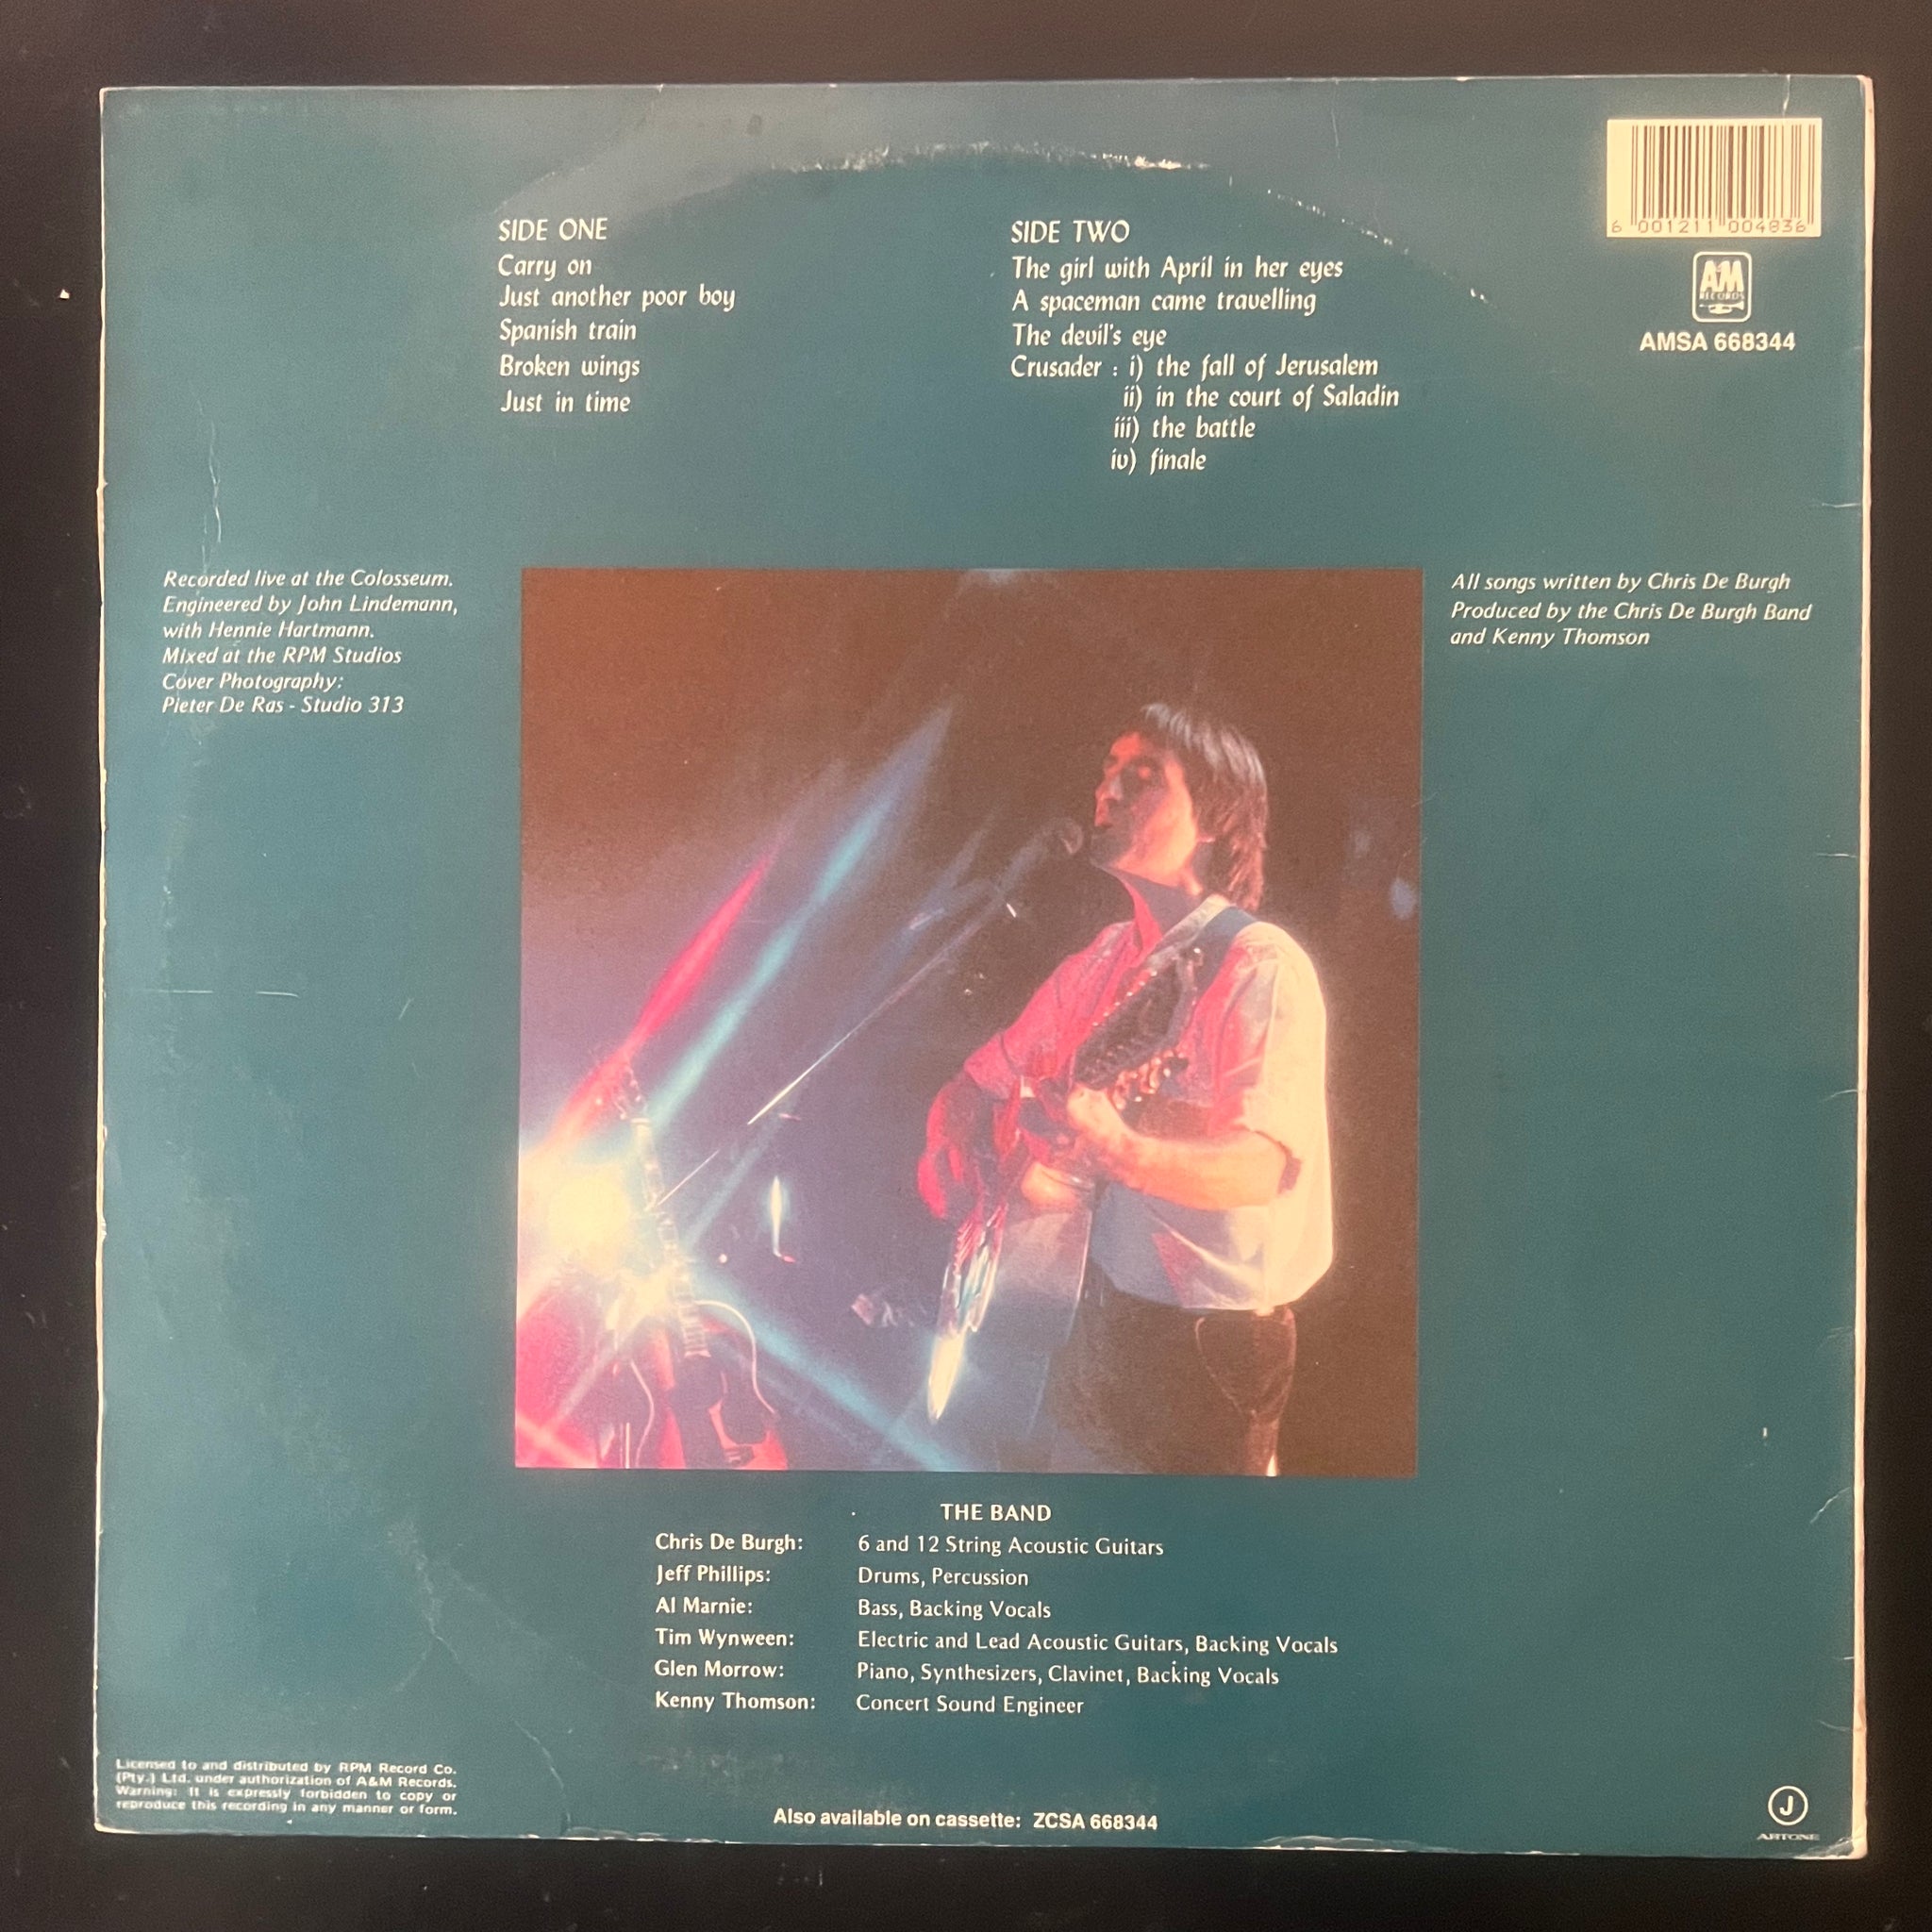 SIDE ONE
Carry on
Just another poor boy
Spanish train
Broken wings
Just in time
SIDE TWO
The girl with April in her eyes
A spaceman came travelling
The devil's eye
Crusader : i) the fall of Jerusalem
ii) in the court of Saladin
iii) the battle
iv) finale
6 001211 004836
A&M
RECORDS
AMSA 668344
Recorded live at the Colosseum.
Engineered by John Lindemann,
with Hennie Hartmann.
Mixed at the RPM Studios
Cover Photography:
Pieter De Ras - Studio 313
All songs written by Chris De Burgh
Produced by the Chris De Burgh Band
and Kenny Thomson
THE BAND
Chris De Burgh: 6 and 12 String Acoustic Guitars
Jeff Phillips: Drums, Percussion
Al Marnie: Bass, Backing Vocals
Tim Wynween: Electric and Lead Acoustic Guitars, Backing Vocals
Glen Morrow: Piano, Synthesizers, Clavinet, Backing Vocals
Kenny Thomson: Concert Sound Engineer
Licensed to and distributed by RPM Record Co.
(Pty.) Ltd. under authorization of A&M Records.
Warning: It is expressly forbidden to copy or
reproduce this recording in any manner or form.
Also available on cassette: ZCSA 668344
J
ARTONE